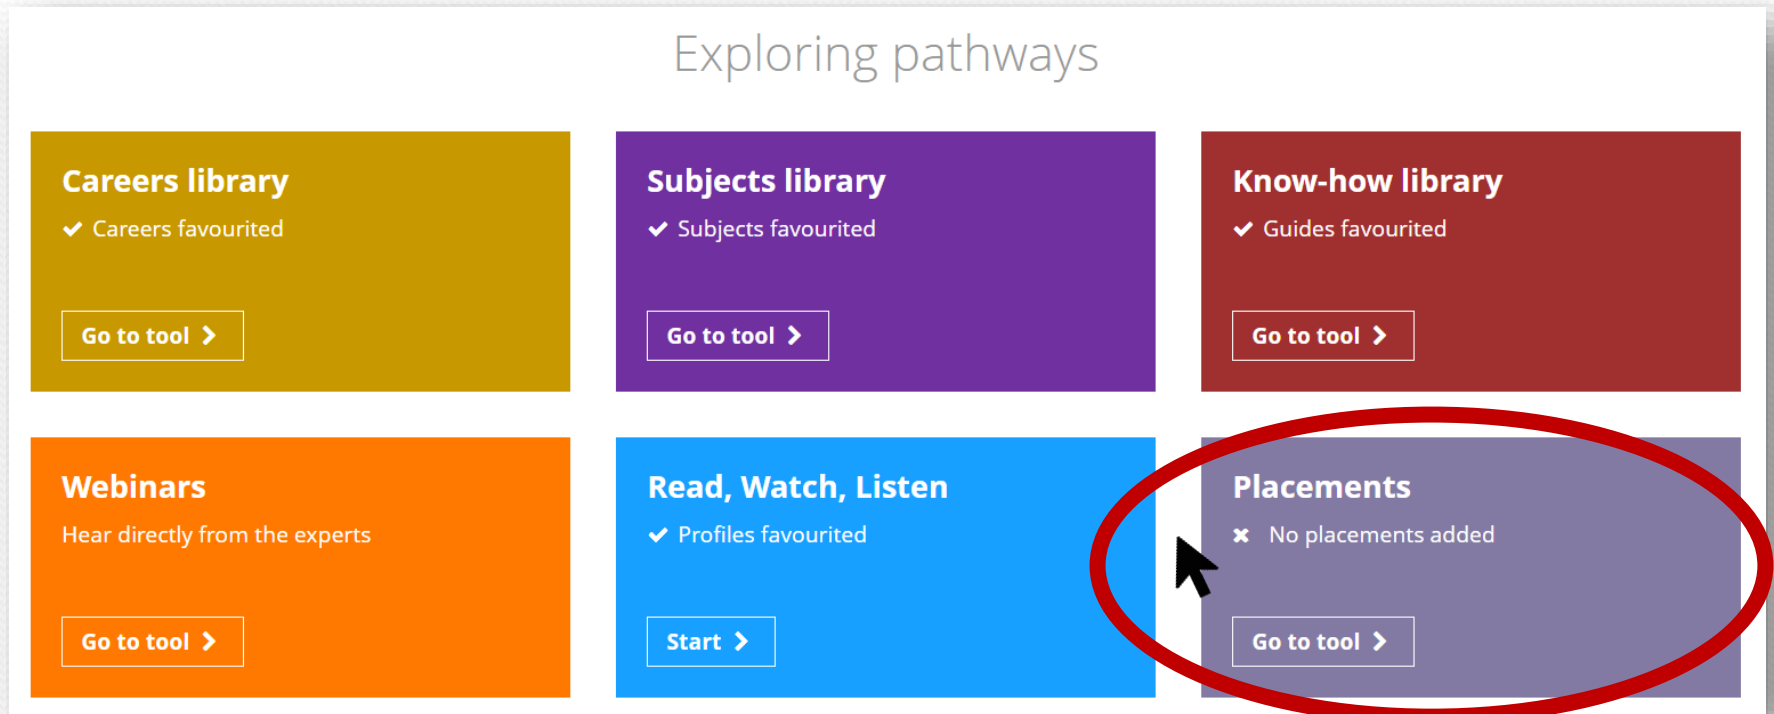 Exploring pathways
Careers library
Careers favourited
Go to tool
Subjects library
Subjects favourited
Go to tool
Know-how library
Guides favourited
Go to tool
Webinars
Hear directly from the experts
Go to tool
Read, Watch, Listen
Profiles favourited
Start
Placements
No placements added
Go to tool